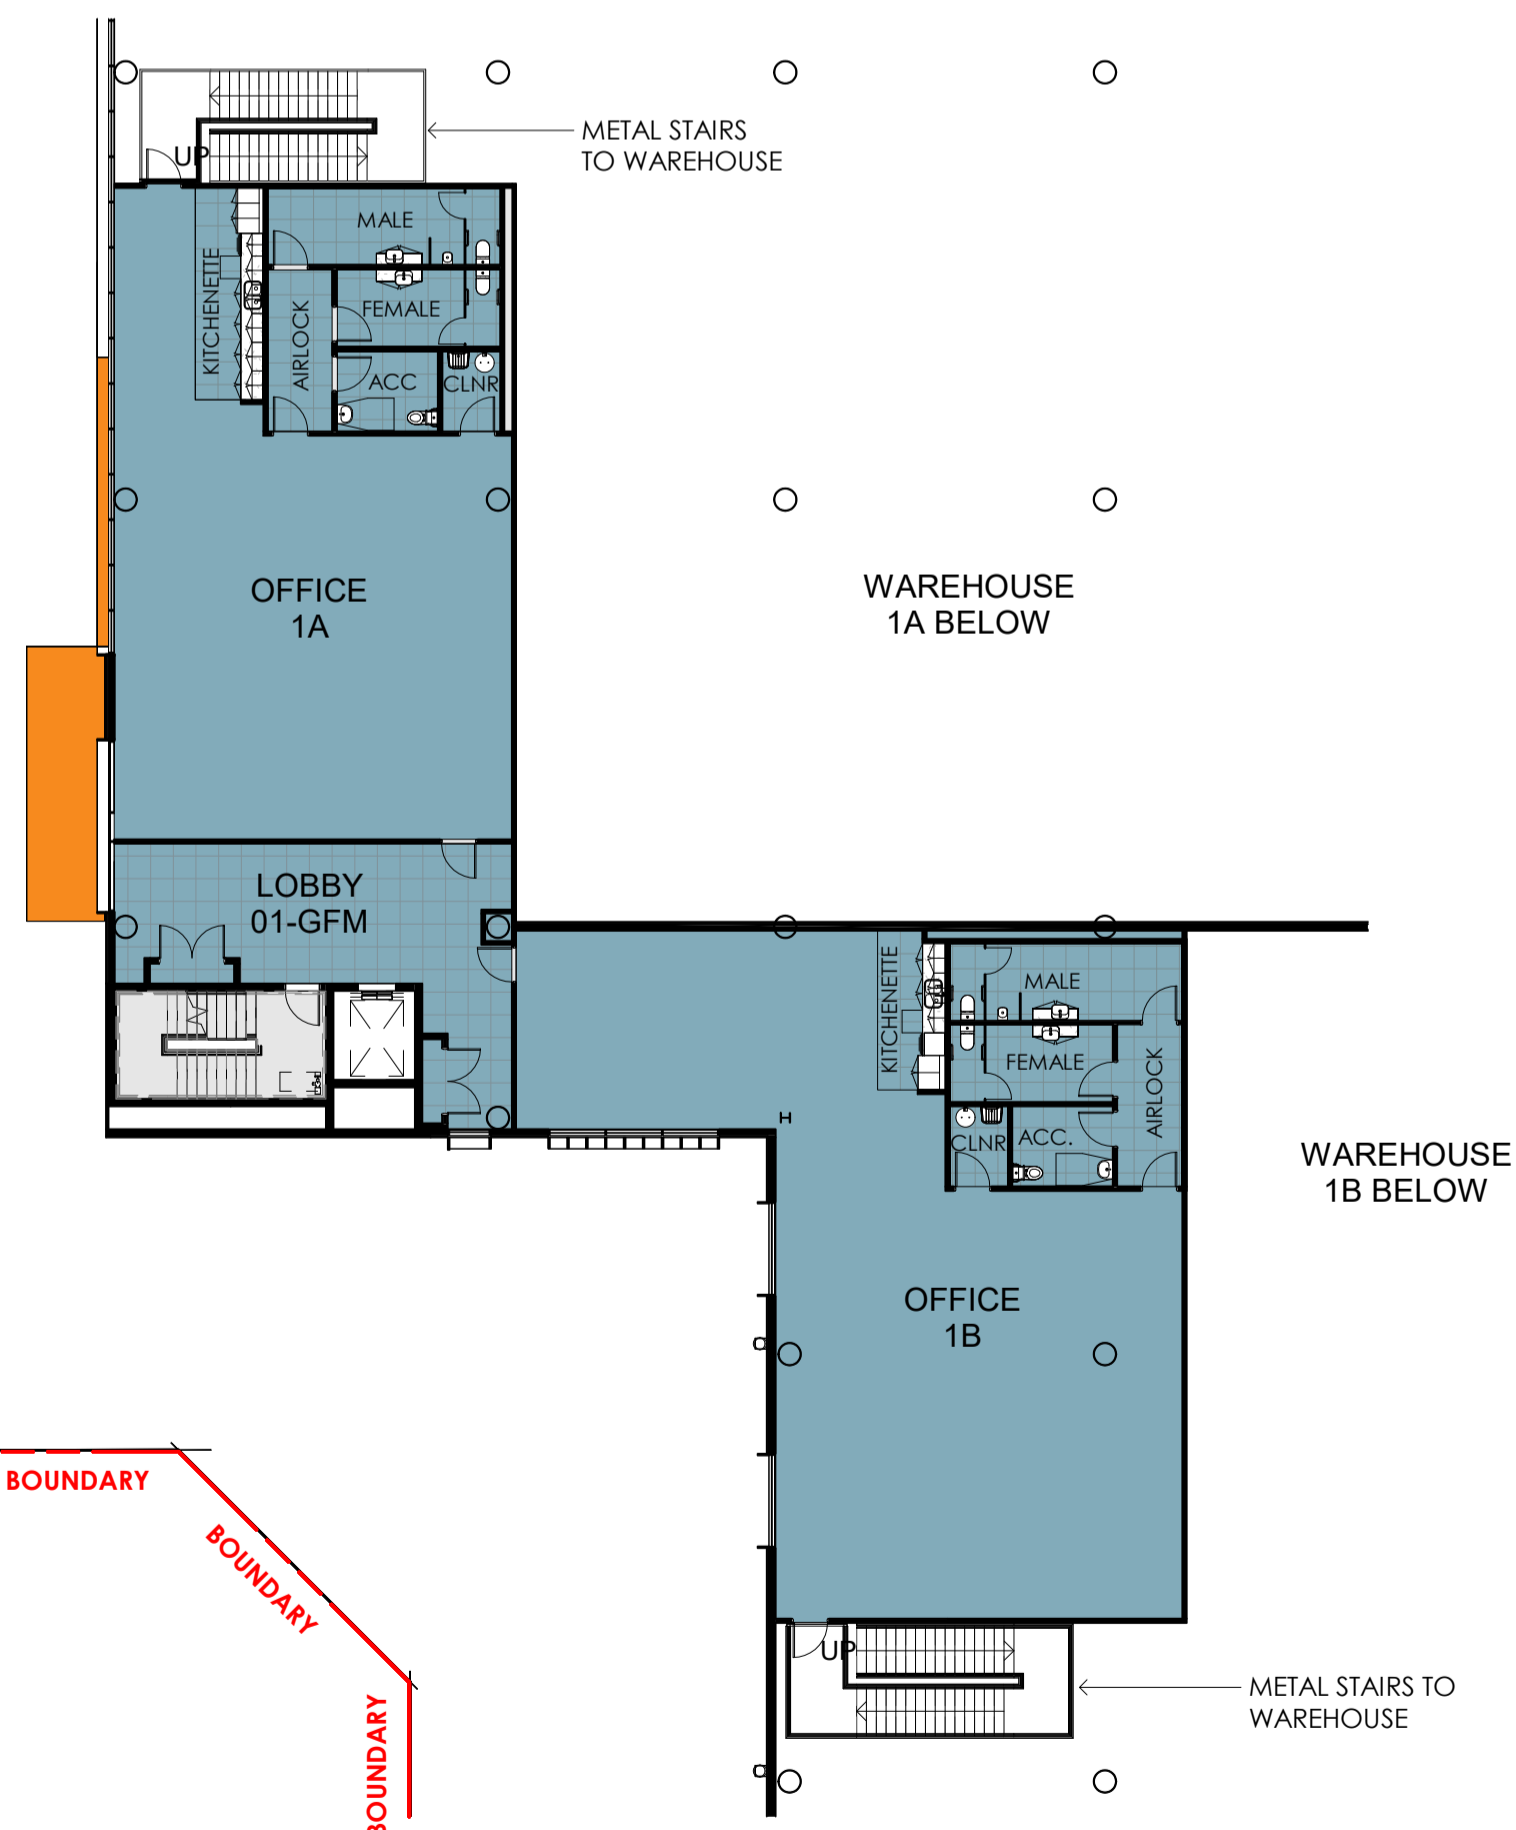 METAL STAIRS
TO WAREHOUSE
UP
MALE
KITCHENETTE
FEMALE
AIRLOCK
ACC
CLNR
OFFICE
1A
WAREHOUSE
1A BELOW
LOBBY
01-GFM
KITCHENETTE
MALE
FEMALE
AIRLOCK
CLNR
ACC.
WAREHOUSE
1B BELOW
OFFICE
1B
BOUNDARY
BOUNDARY
BOUNDARY
UP
METAL STAIRS TO
WAREHOUSE